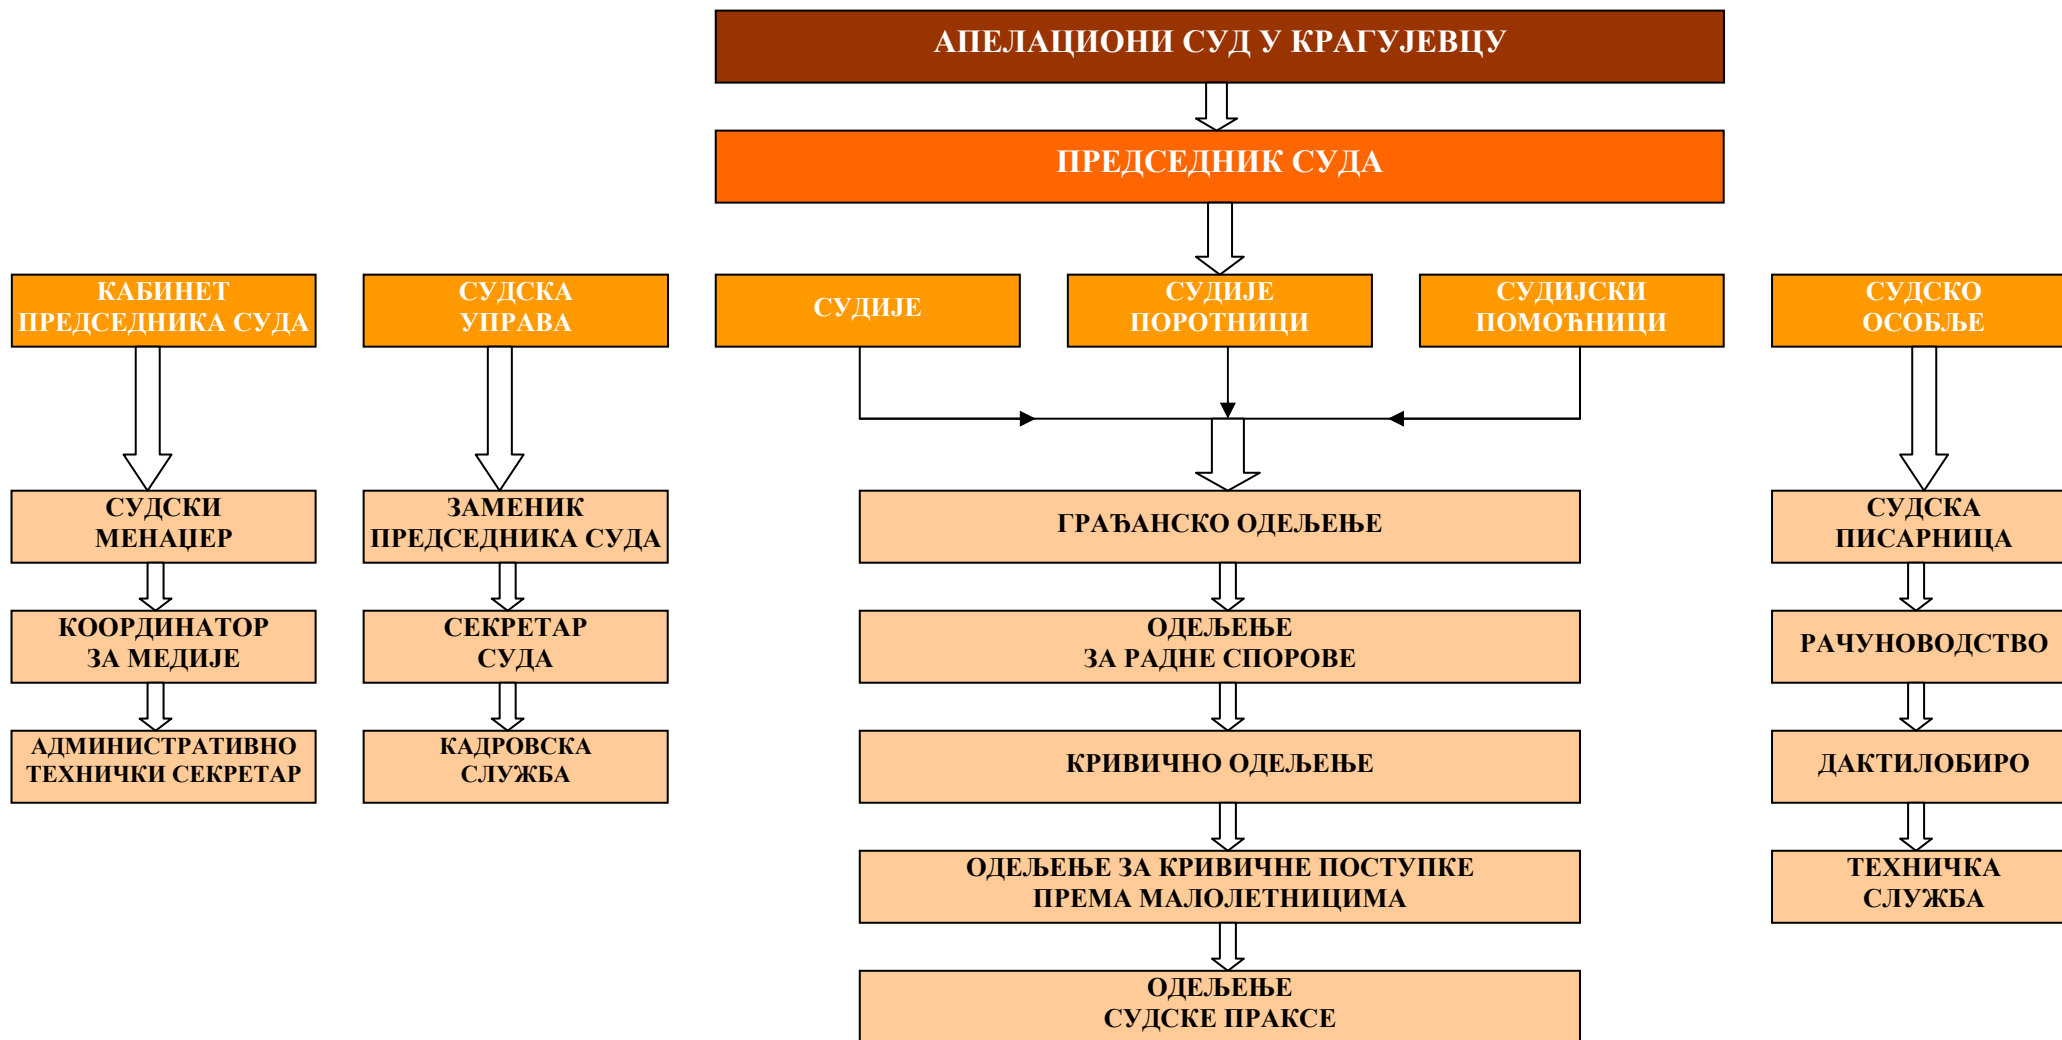 АПЕЛАЦИОНИ СУД У КРАГУЈЕВЦУ
ПРЕДСЕДНИК СУДА
КАБИНЕТ
ПРЕДСЕДНИКА СУДА
СУДСКА
УПРАВА
СУДИЈЕ
СУДИЈЕ
ПОРОТНИЦИ
СУДИЈСКИ
ПОМОЋНИЦИ
СУДСКО
ОСОБЉЕ
СУДСКИ
МЕНАЏЕР
КООРДИНАТОР
ЗА МЕДИЈЕ
АДМИНИСТРАТИВНО
ТЕХНИЧКИ СЕКРЕТАР
ЗАМЕНИК
ПРЕДСЕДНИКА СУДА
СЕКРЕТАР
СУДА
КАДРОВСКА
СЛУЖБА
ГРАЂАНСКО ОДЕЉЕЊЕ
ОДЕЉЕЊЕ
ЗА РАДНЕ СПОРОВЕ
КРИВИЧНО ОДЕЉЕЊЕ
ОДЕЉЕЊЕ ЗА КРИВИЧНЕ ПОСТУПКЕ
ПРЕМА МАЛОЛЕТНИЦИМА
ОДЕЉЕЊЕ
СУДСКЕ ПРАКСЕ
СУДСКА
ПИСАРНИЦА
РАЧУНОВОДСТВО
ДАКТИЛОБИРО
ТЕХНИЧКА
СЛУЖБА